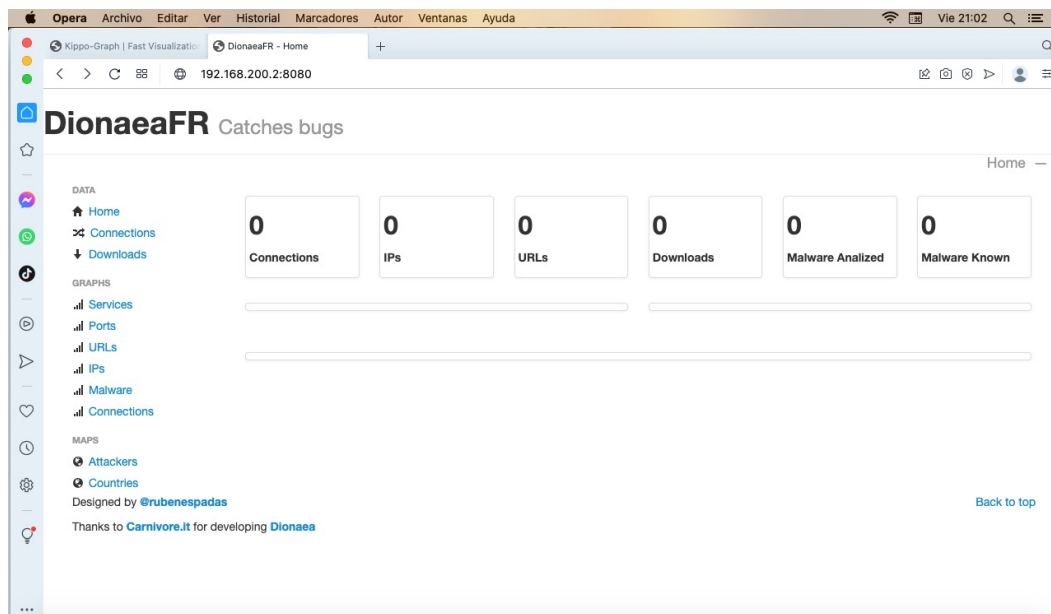 Opera Archivo Editar Ver Historial Marcadores Autor Ventanas Ayuda Vie 21:02
Kippo-Graph | Fast Visualizatio DionaeaFR - Home
192.168.200.2:8080
DionaeaFR Catches bugs
Home —
DATA
Home
Connections
Downloads
GRAPHS
Services
Ports
URLs
IPs
Malware
Connections
MAPS
Attackers
Countries
0 0 0 0 0 0
Connections IPs URLs Downloads Malware Analized Malware Known
Designed by @rubenespadas Back to top
Thanks to Carnivore.it for developing Dionaea